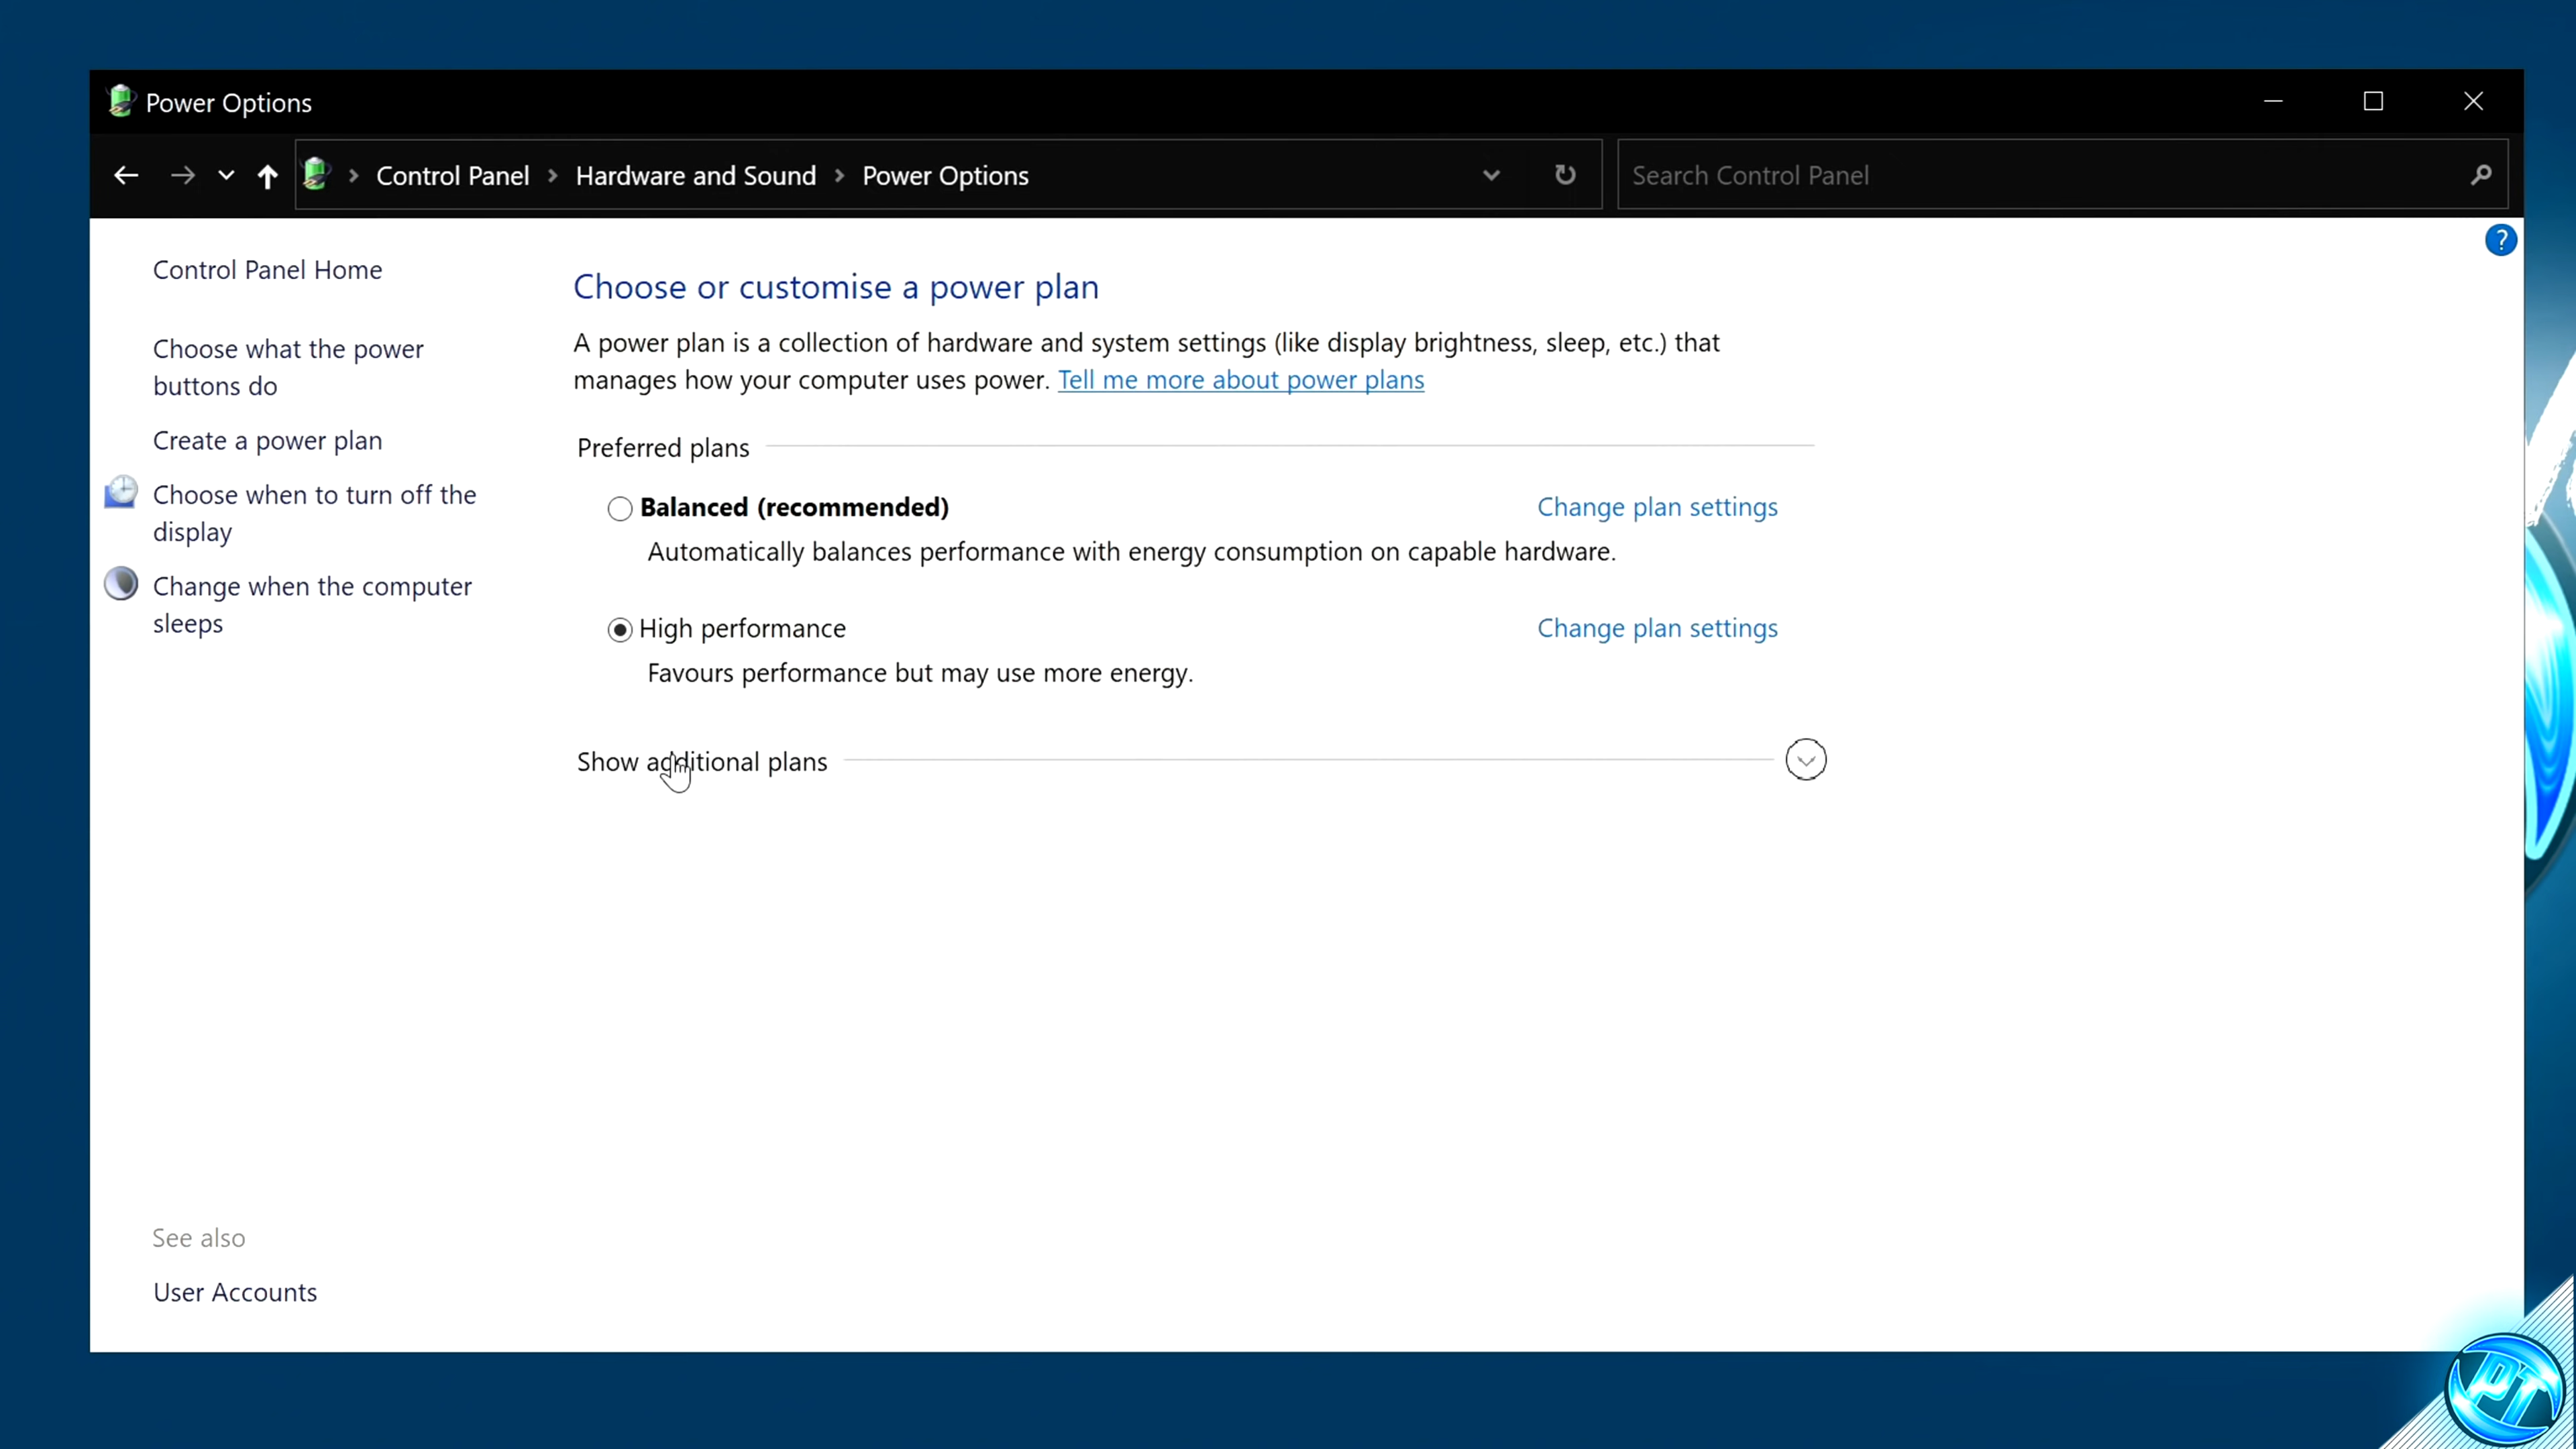 Power Options
Control Panel
Hardware and Sound
Power Options
Search Control Panel
?
Control Panel Home
Choose what the power
buttons do
Create a power plan
Choose when to turn off the
display
Change when the computer
sleeps
Choose or customise a power plan
A power plan is a collection of hardware and system settings (like display brightness, sleep, etc.) that
manages how your computer uses power. Tell me more about power plans
Preferred plans
Balanced (recommended)
Change plan settings
Automatically balances performance with energy consumption on capable hardware.
High performance
Change plan settings
Favours performance but may use more energy.
Show additional plans
See also
User Accounts
PT